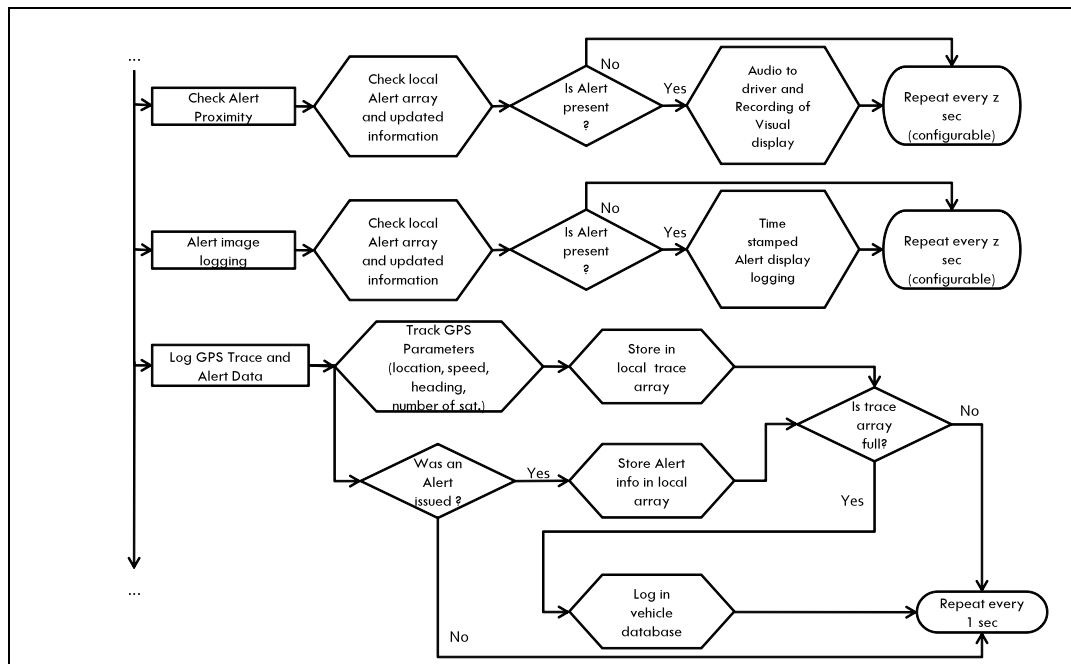 ...
Check Alert
Proximity
Check local
Alert array
and updated
information
Is Alert
present
?
No
Yes
Audio to
driver and
Recording of
Visual
display
Repeat every z
sec
(configurable)
Alert image
logging
Check local
Alert array
and updated
information
Is Alert
present
?
No
Yes
Time
stamped
Alert display
logging
Repeat every z
sec
(configurable)
Log GPS Trace and
Alert Data
Track GPS
Parameters
(location, speed,
heading,
number of sat.)
Store in
local trace
array
Is trace
array
full?
No
Yes
Was an
Alert
issued ?
Yes
No
Store Alert
info in local
array
Log in
vehicle
database
Repeat every
1 sec
...